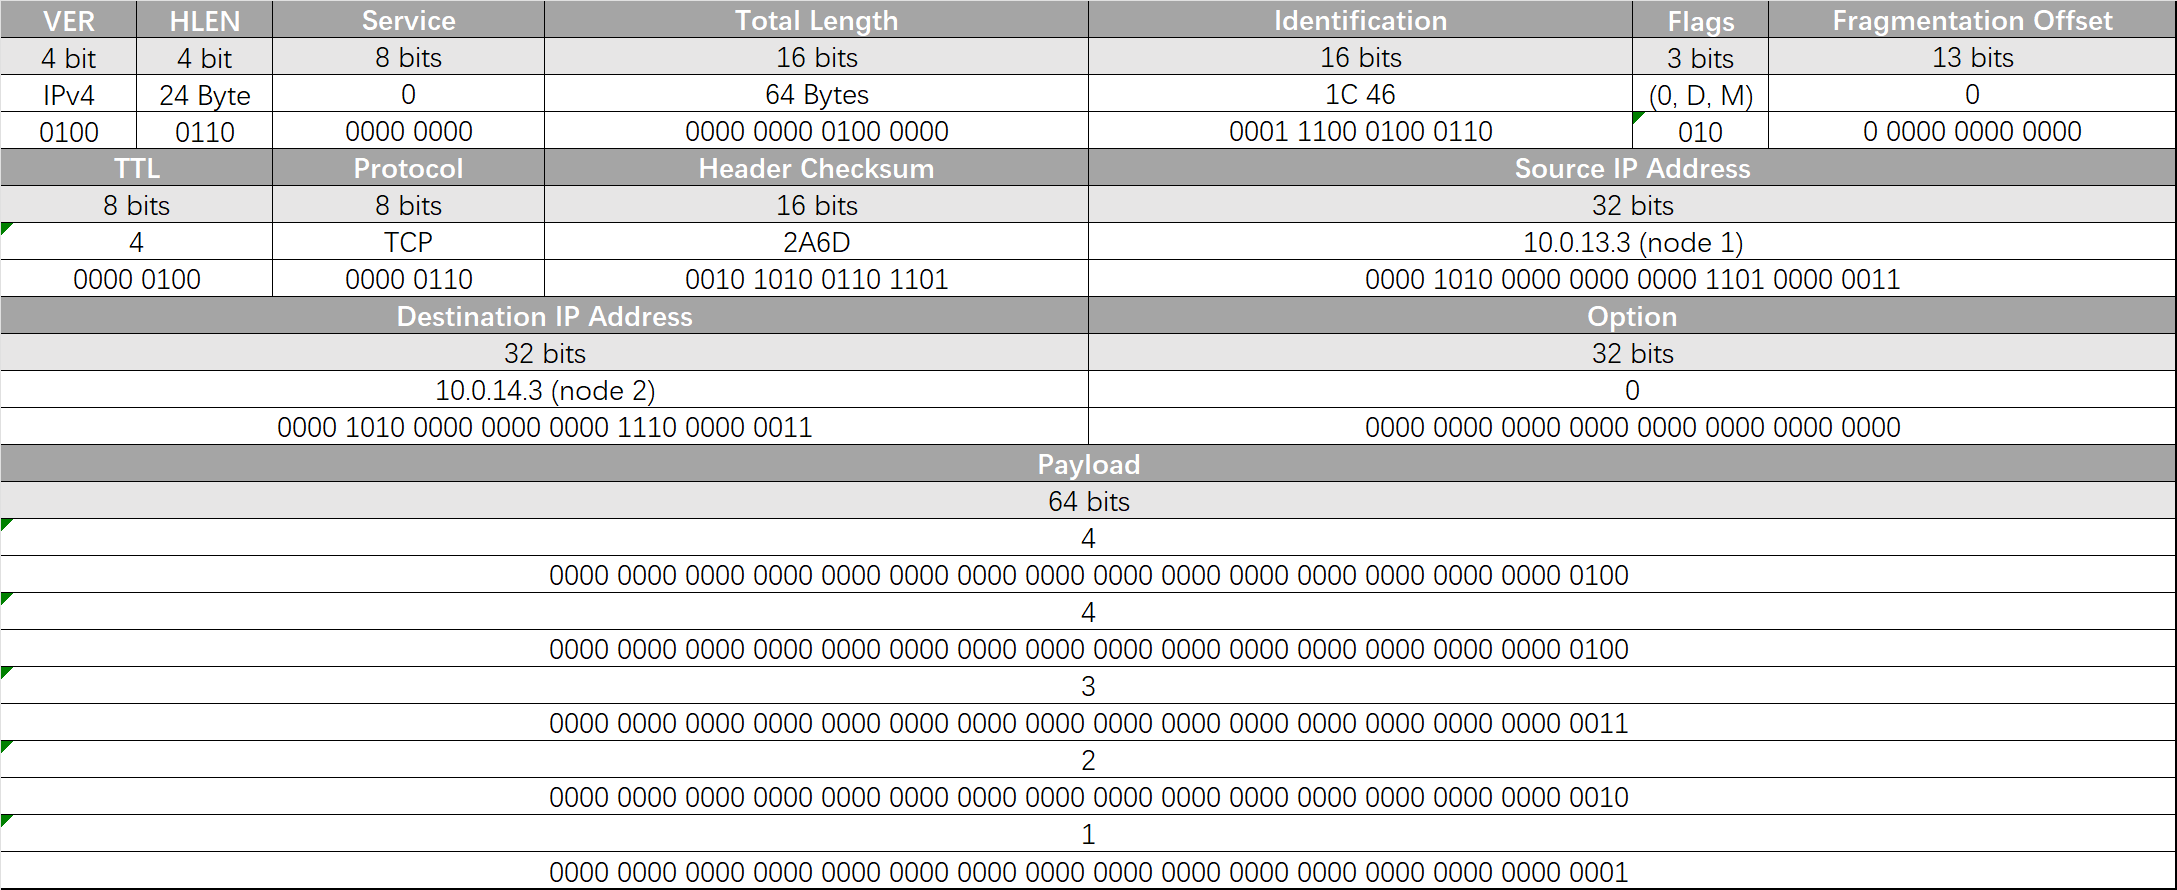 VER HLEN Service Total Length Identification Flags Fragmentation Offset
4 bit 4 bit 8 bits 16 bits 16 bits 3 bits 13 bits
IPv4 24 Byte 0 64 Bytes 1C 46 (0, D, M) 0
0100 0110 0000 0000 0000 0000 0100 0000 0001 1100 0100 0110 010 0 0000 0000 0000
TTL Protocol Header Checksum Source IP Address
8 bits 8 bits 16 bits 32 bits
4 TCP 2A6D 10.0.13.3 (node 1)
0000 0100 0000 0110 0010 1010 0110 1101 0000 1010 0000 0000 0000 1101 0000 0011
Destination IP Address Option
32 bits 32 bits
10.0.14.3 (node 2) 0
0000 1010 0000 0000 0000 1110 0000 0011 0000 0000 0000 0000 0000 0000 0000 0000
Payload
64 bits
4
0000 0000 0000 0000 0000 0000 0000 0000 0000 0000 0000 0000 0000 0000 0000 0100
4
0000 0000 0000 0000 0000 0000 0000 0000 0000 0000 0000 0000 0000 0000 0000 0100
3
0000 0000 0000 0000 0000 0000 0000 0000 0000 0000 0000 0000 0000 0000 0000 0011
2
0000 0000 0000 0000 0000 0000 0000 0000 0000 0000 0000 0000 0000 0000 0000 0010
1
0000 0000 0000 0000 0000 0000 0000 0000 0000 0000 0000 0000 0000 0000 0000 0001